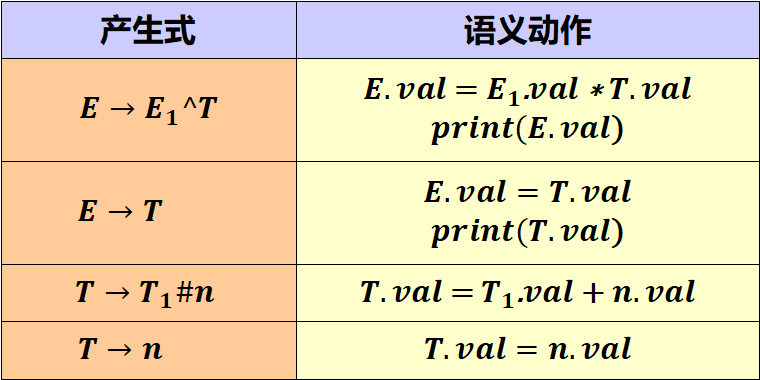 产生式 语义动作
E → E₁ ^T E.val = E₁.val * T.val
print(E.val)
E → T E.val = T.val
print(T.val)
T → T₁#n T.val = T₁.val + n.val
T → n T.val = n.val